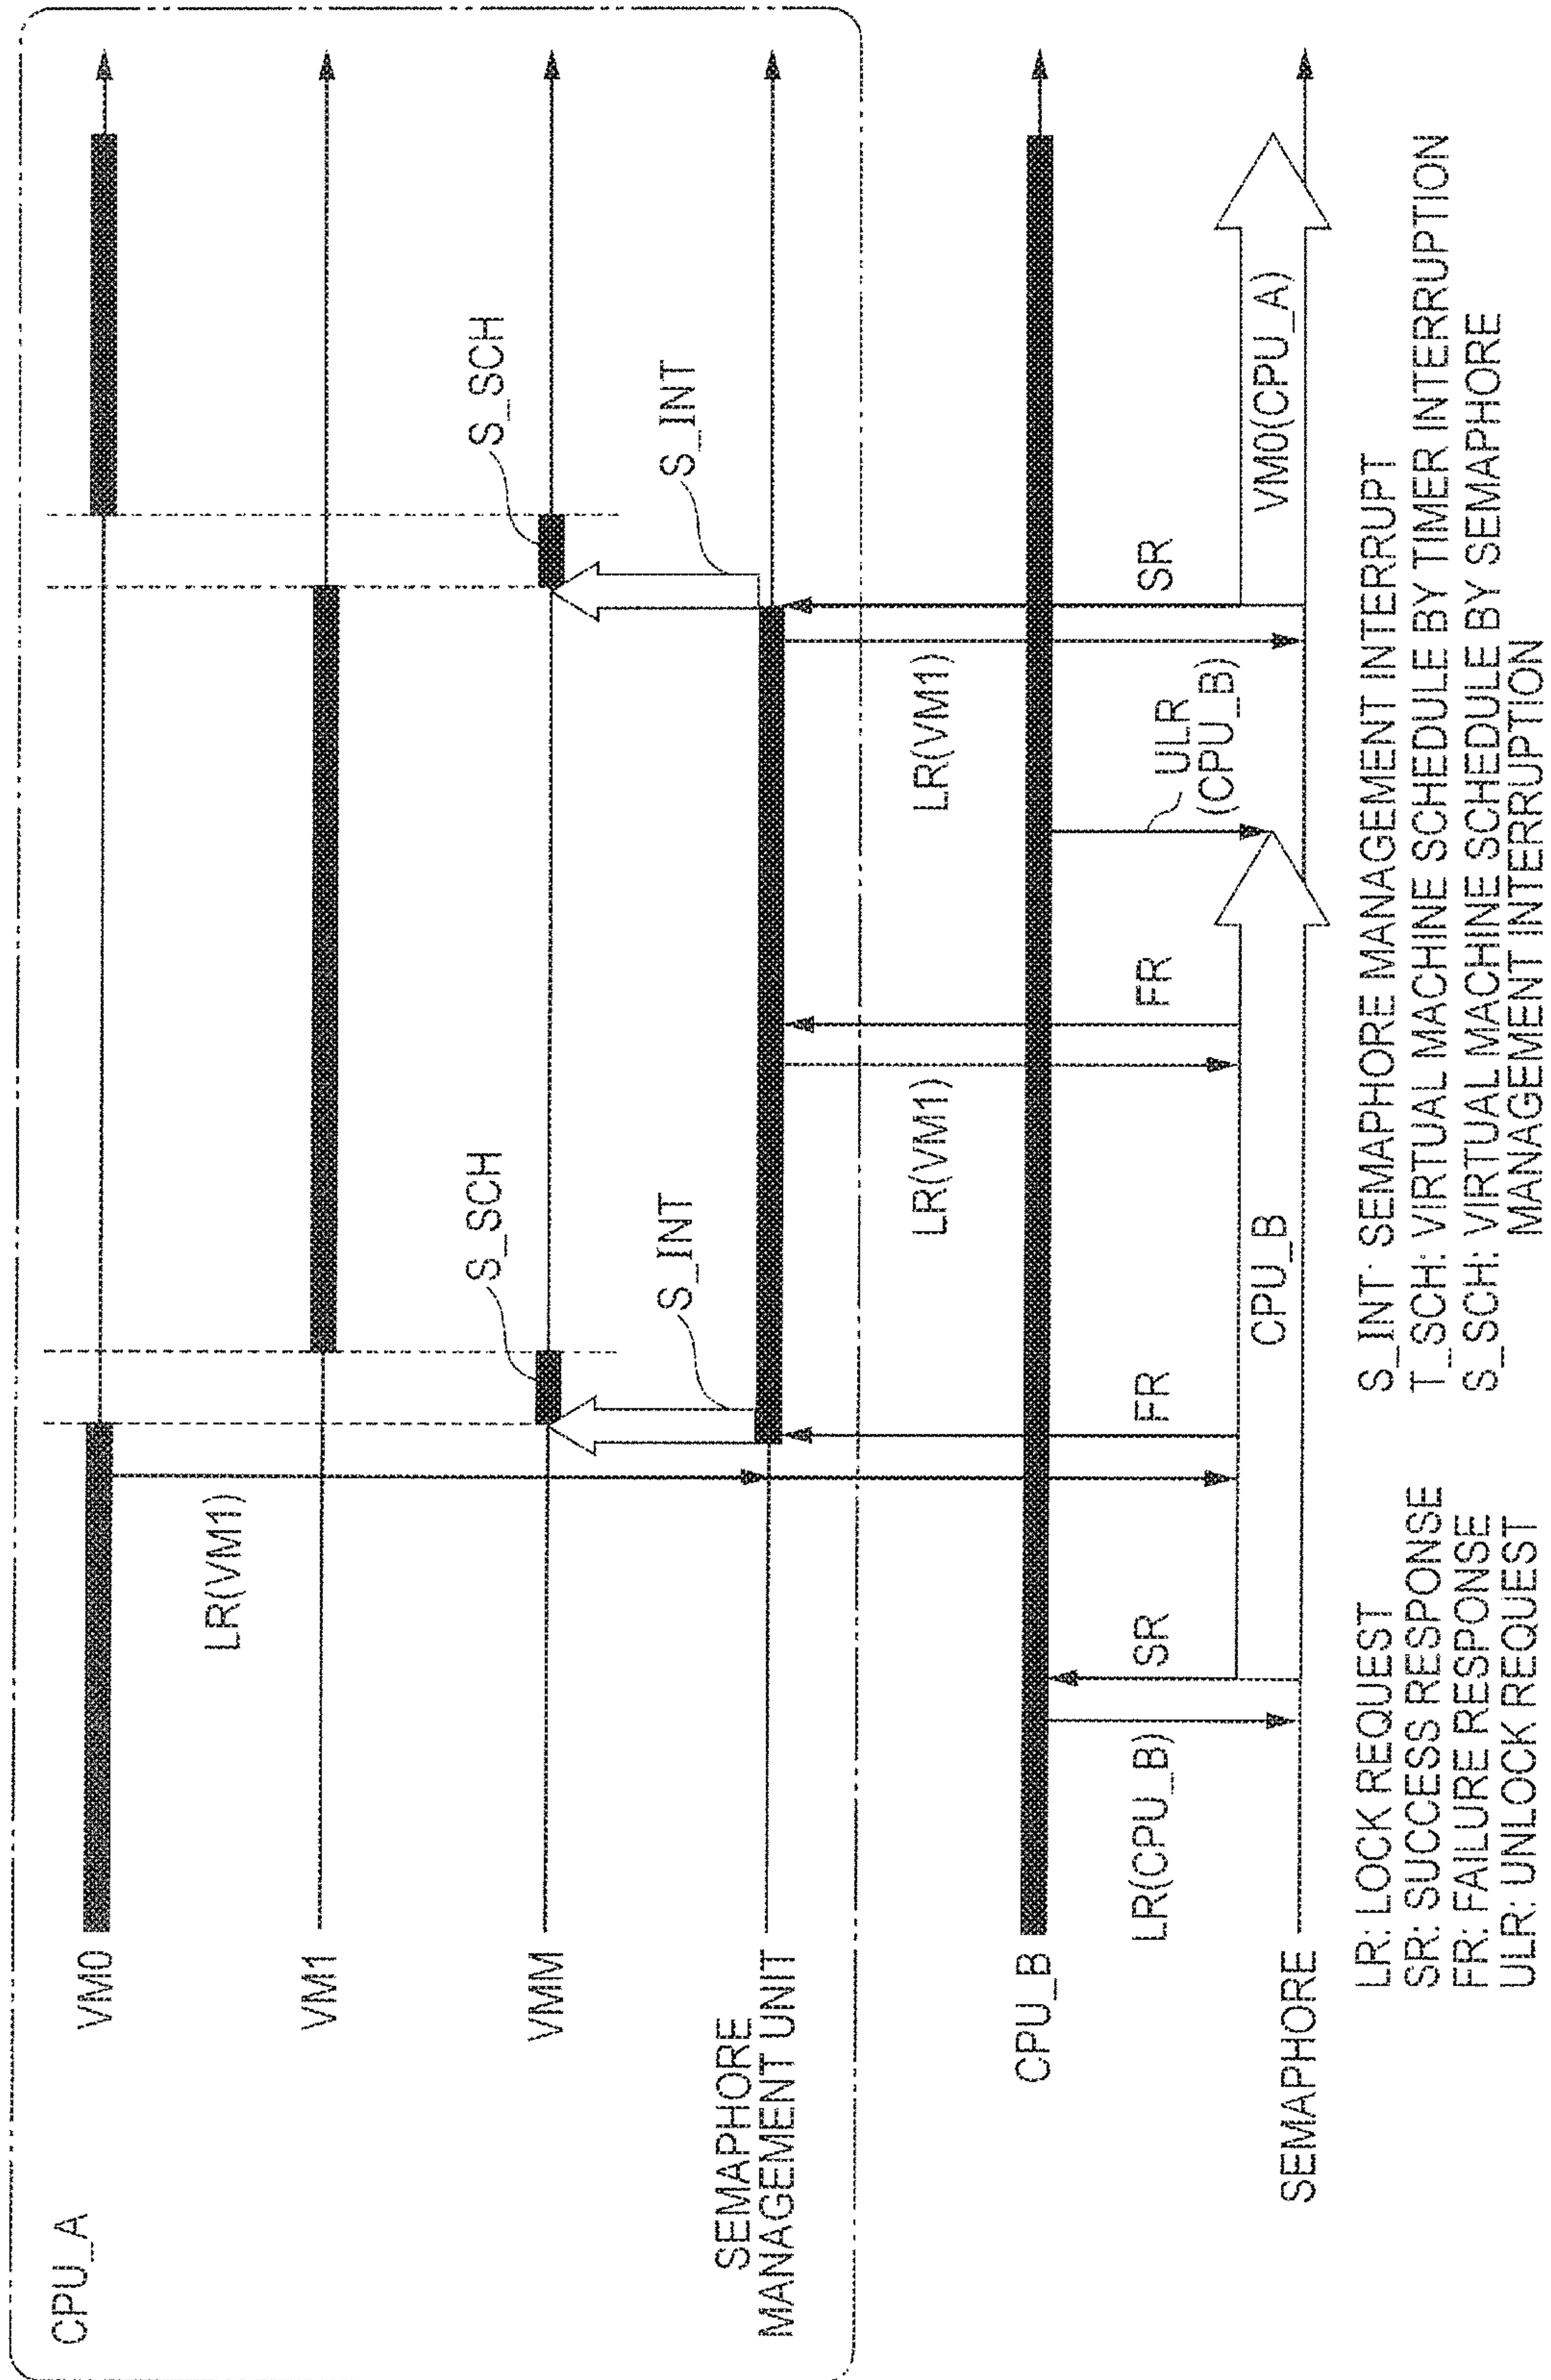 CPU_A
VM0
LR(VM1)
VM1
VMM
S_SCH
S_SCH
SEMAPHORE
MANAGEMENT UNIT
S_INT
S_INT
LR(VM1)
LR(VM1)
CPU_B
LR(CPU_B)
SR
FR
FR
ULR
(CPU_B)
SR
SEMAPHORE
CPU_B
VM0(CPU_A)
LR: LOCK REQUEST
SR: SUCCESS RESPONSE
FR: FAILURE RESPONSE
ULR: UNLOCK REQUEST
S_INT: SEMAPHORE MANAGEMENT INTERRUPT
T_SCH: VIRTUAL MACHINE SCHEDULE BY TIMER INTERRUPTION
S_SCH: VIRTUAL MACHINE SCHEDULE BY SEMAPHORE
MANAGEMENT INTERRUPTION